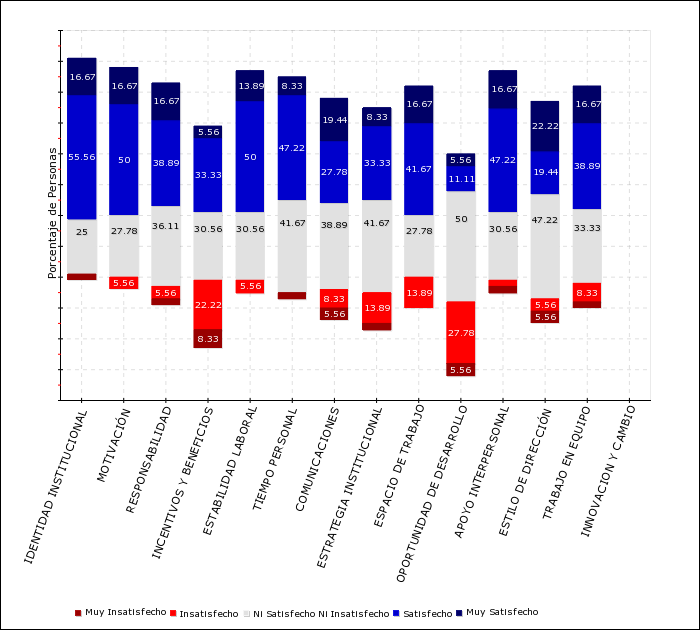 Porcentaje de Personas
16.67 16.67 16.67 5.56 13.89 8.33 19.44 8.33 16.67 5.56 16.67 22.22 16.67
55.56 50 38.89 33.33 50 47.22 27.78 33.33 41.67 11.11 47.22 19.44 38.89
25 27.78 36.11 30.56 30.56 41.67 38.89 41.67 27.78 50 30.56 47.22 33.33
5.56 5.56 22.22 5.56 8.33 13.89 13.89 27.78 5.56 8.33
8.33 5.56 5.56 5.56
IDENTIDAD INSTITUCIONAL
MOTIVACIÓN
RESPONSABILIDAD
INCENTIVOS Y BENEFICIOS
ESTABILIDAD LABORAL
TIEMPO PERSONAL
COMUNICACIONES
ESTRATEGIA INSTITUCIONAL
ESPACIO DE TRABAJO
OPORTUNIDAD DE DESARROLLO
APOYO INTERPERSONAL
ESTILO DE DIRECCIÓN
TRABAJO EN EQUIPO
INNOVACION Y CAMBIO
Muy Insatisfecho Insatisfecho Ni Satisfecho Ni Insatisfecho Satisfecho Muy Satisfecho